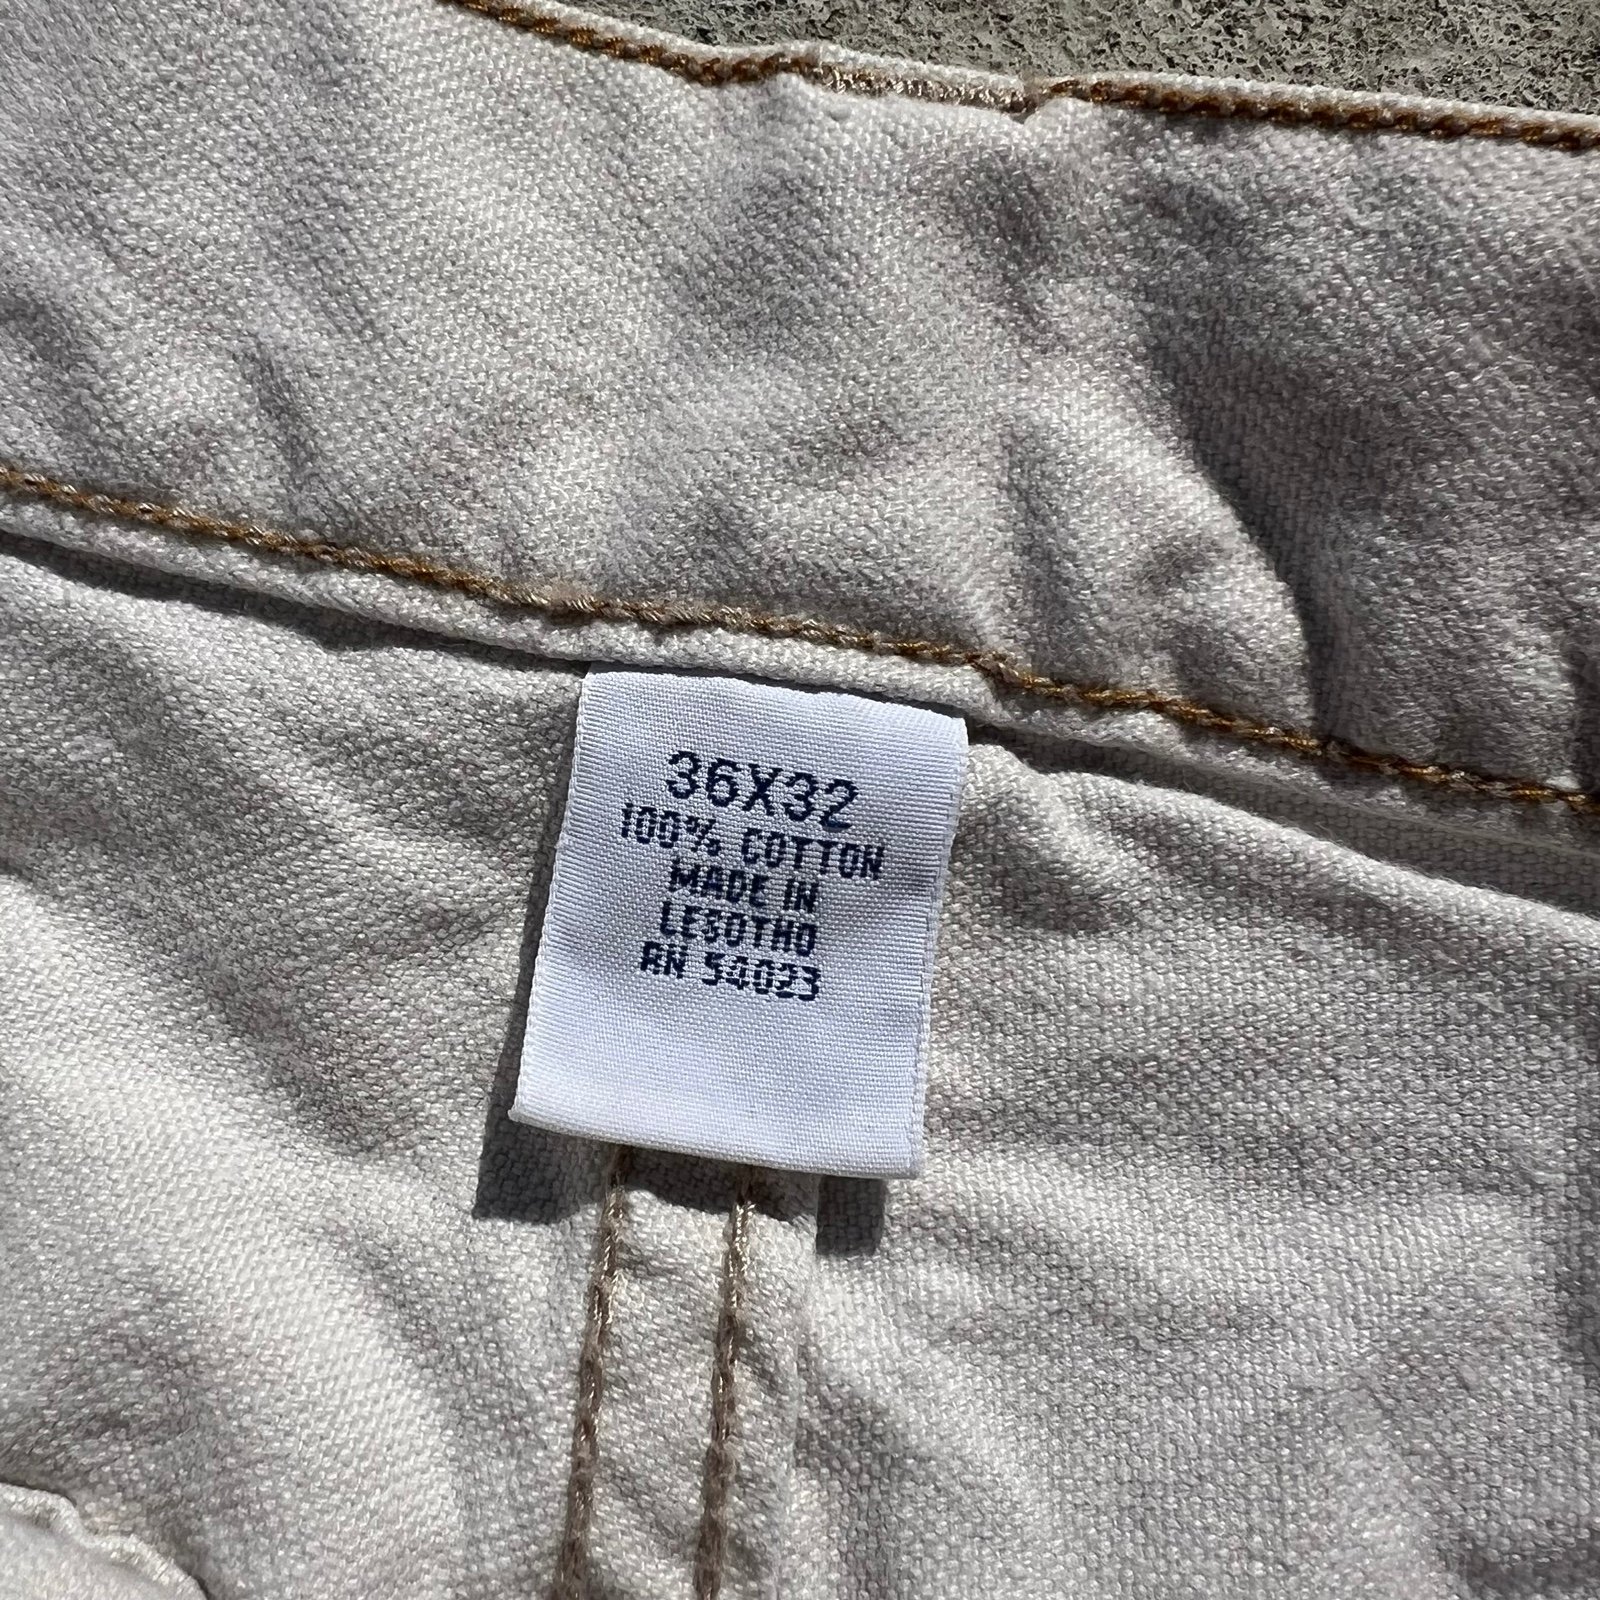 36X32
100% COTTON
MADE IN
LESOTHO
RN 54023